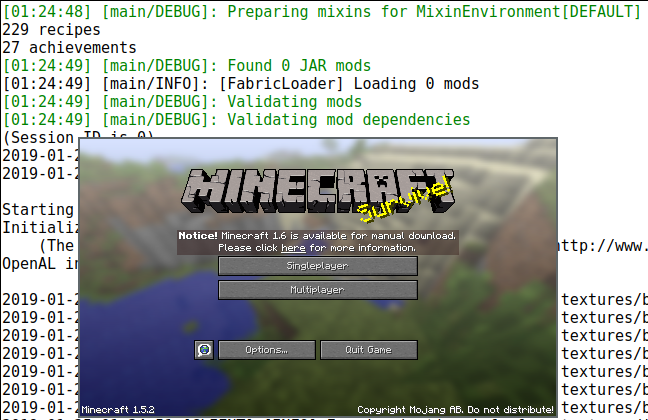 [01:24:48] [main/DEBUG]: Preparing mixins for MixinEnvironment[DEFAULT]
229 recipes
27 achievements
[01:24:49] [main/DEBUG]: Found 0 JAR mods
[01:24:49] [main/INFO]: [FabricLoader] Loading 0 mods
[01:24:49] [main/DEBUG]: Validating mods
[01:24:49] [main/DEBUG]: Validating mod dependencies
(Session ID is 0)
2019-01-2
2019-01-2
MINECRAFT
Survive!
Starting
Notice! Minecraft 1.6 is available for manual download.
Initializ
Please click here for more information.
(The
http://www.
OpenAL in
Singleplayer
Multiplayer
2019-01-2 textures/b
2019-01-2 textures/b
2019-01-2 textures/b
2019-01-2 textures/b
Options... Quit Game
2019-01-2 textures/b
2019-01-2 textures/b
Minecraft 1.5.2
Copyright Mojang AB. Do not distribute!